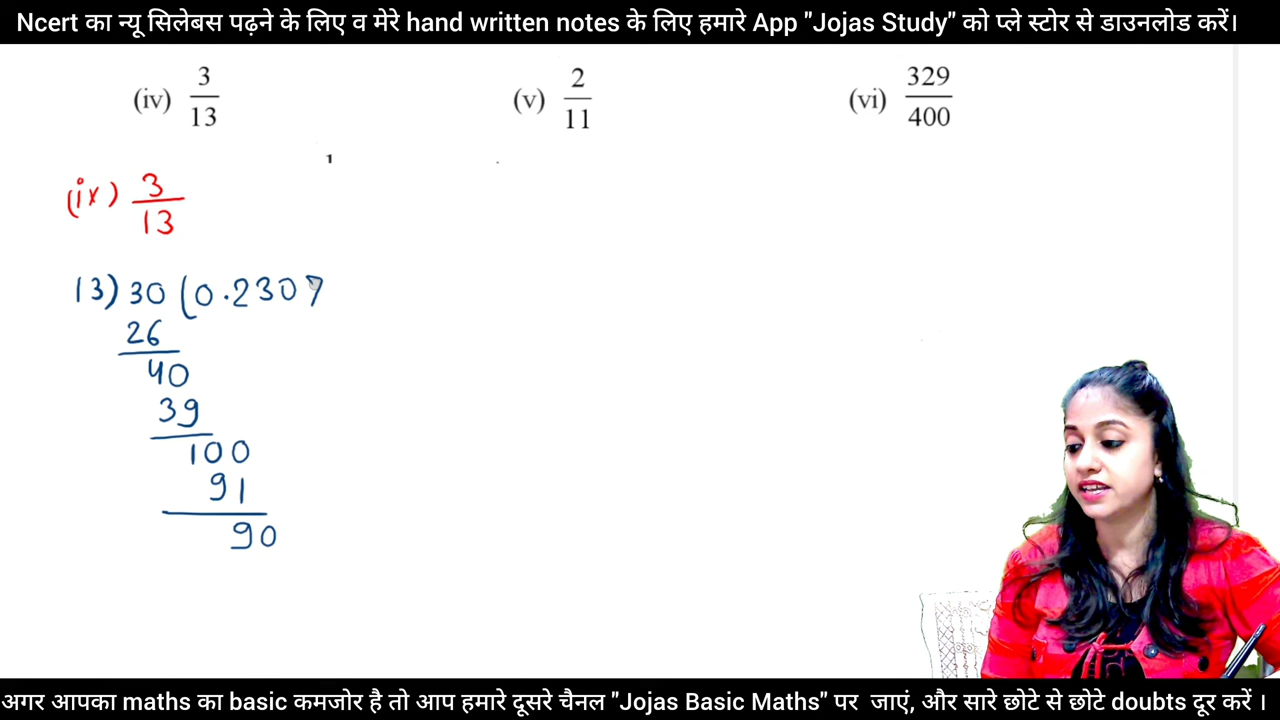 Ncert का न्यू सिलेबस पढ़ने के लिए व मेरे hand written notes के लिए हमारे App "Jojas Study" को प्ले स्टोर से डाउनलोड करें।
(iv) 3/13 (v) 2/11 (vi) 329/400
1
(iv) 3/13
13) 30 (0.2307
26
40
39
100
91
90
अगर आपका maths का basic कमजोर है तो आप हमारे दूसरे चैनल "Jojas Basic Maths" पर जाएं, और सारे छोटे से छोटे doubts दूर करें ।